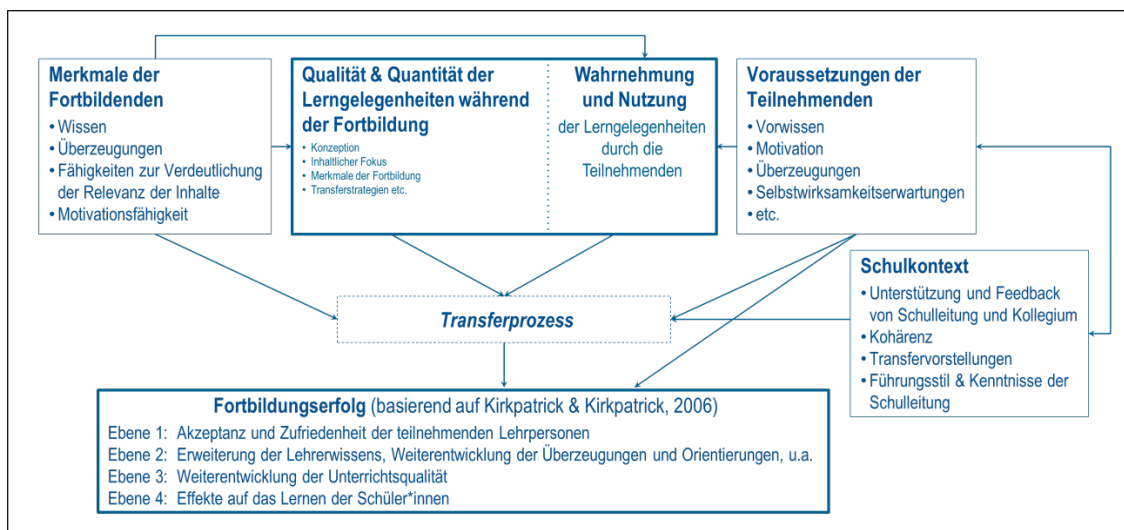 Merkmale der
Fortbildenden
• Wissen
• Überzeugungen
• Fähigkeiten zur Verdeutlichung
der Relevanz der Inhalte
• Motivationsfähigkeit
Qualität & Quantität der
Lerngelegenheiten während
der Fortbildung
• Konzeption
• Inhaltlicher Fokus
• Merkmale der Fortbildung
• Transferstrategien etc.
Wahrnehmung
und Nutzung
der Lerngelegenheiten
durch die
Teilnehmenden
Voraussetzungen der
Teilnehmenden
• Vorwissen
• Motivation
• Überzeugungen
• Selbstwirksamkeitserwartungen
• etc.
Schulkontext
• Unterstützung und Feedback
von Schulleitung und Kollegium
• Kohärenz
• Transfervorstellungen
• Führungsstil & Kenntnisse der
Schulleitung
Transferprozess
Fortbildungserfolg (basierend auf Kirkpatrick & Kirkpatrick, 2006)
Ebene 1: Akzeptanz und Zufriedenheit der teilnehmenden Lehrpersonen
Ebene 2: Erweiterung der Lehrerwissens, Weiterentwicklung der Überzeugungen und Orientierungen, u.a.
Ebene 3: Weiterentwicklung der Unterrichtsqualität
Ebene 4: Effekte auf das Lernen der Schüler*innen